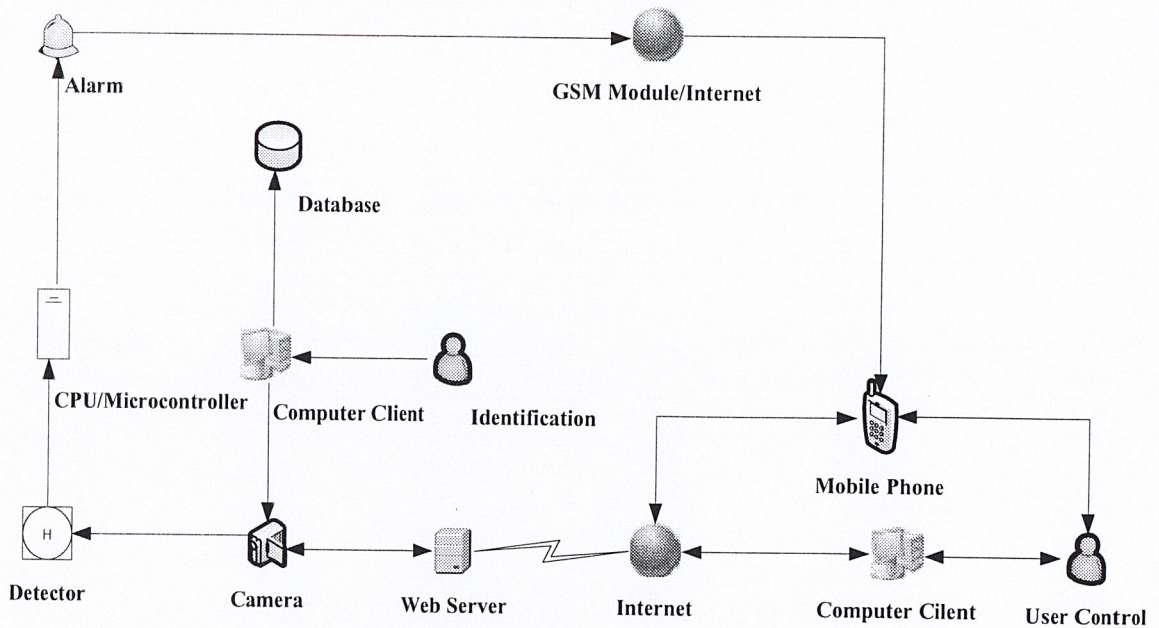 Alarm
GSM Module/Internet
Database
CPU/Microcontroller
Computer Client
Identification
Mobile Phone
H
Detector
Camera
Web Server
Internet
Computer Cilent
User Control